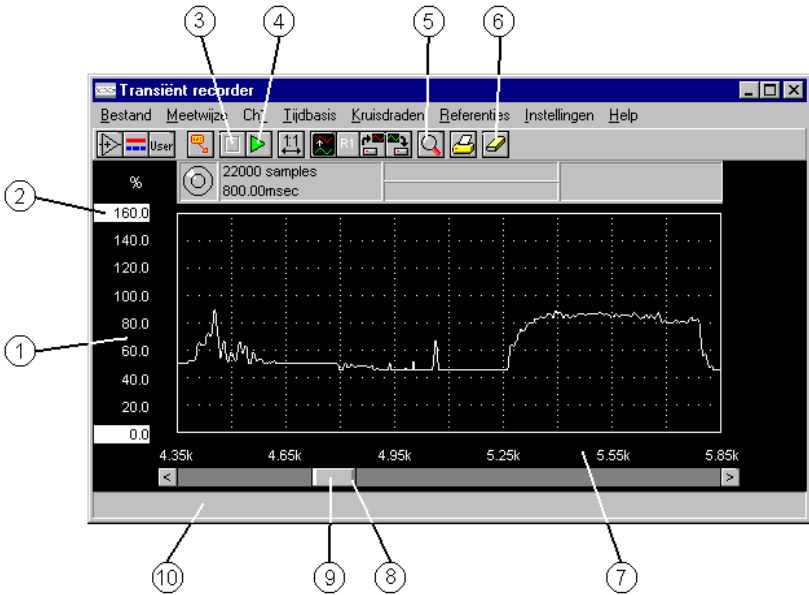 3 4 5 6
Transiënt recorder
Bestand Meetwijze Ch1 Tijdbasis Kruisdraden Referenties Instellingen Help
User 1:1 R1
% 22000 samples
800.00msec
2
160.0
140.0
120.0
100.0
80.0
1
60.0
40.0
20.0
0.0
4.35k 4.65k 4.95k 5.25k 5.55k 5.85k
< >
10 9 8 7